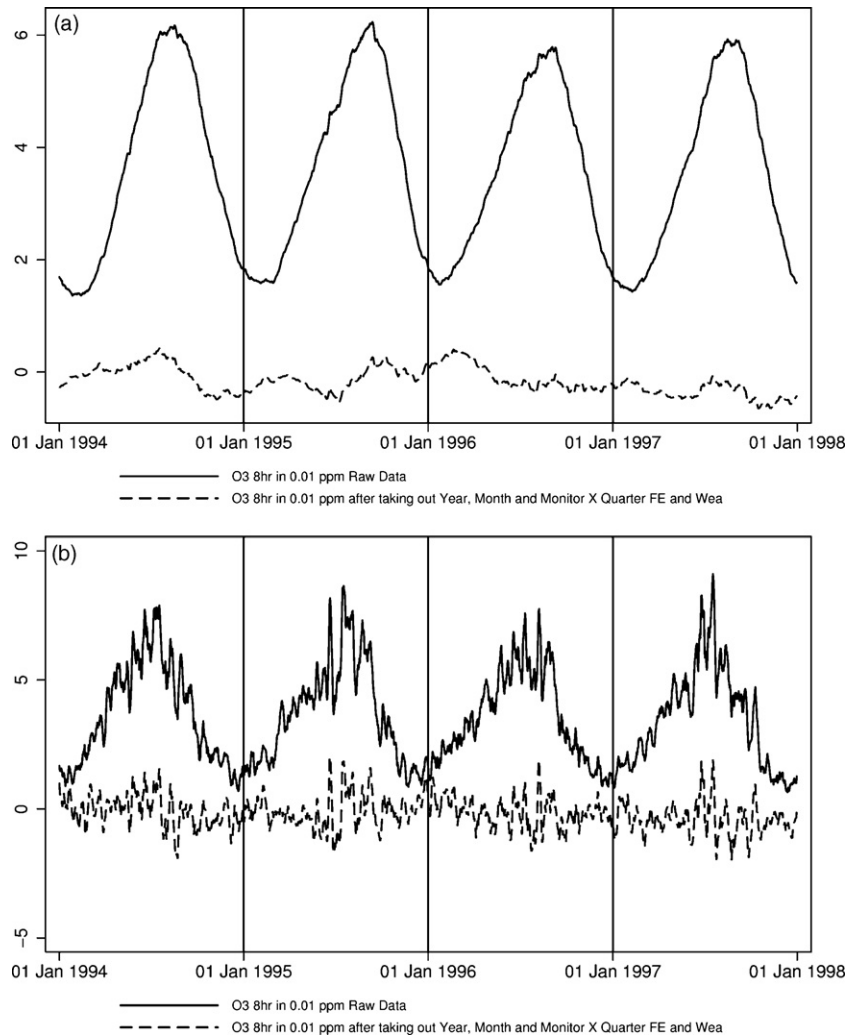 (a)
6
4
2
0
01 Jan 1994 01 Jan 1995 01 Jan 1996 01 Jan 1997 01 Jan 1998
O3 8hr in 0.01 ppm Raw Data
O3 8hr in 0.01 ppm after taking out Year, Month and Monitor X Quarter FE and Wea
(b)
10
5
0
−5
01 Jan 1994 01 Jan 1995 01 Jan 1996 01 Jan 1997 01 Jan 1998
O3 8hr in 0.01 ppm Raw Data
O3 8hr in 0.01 ppm after taking out Year, Month and Monitor X Quarter FE and Wea